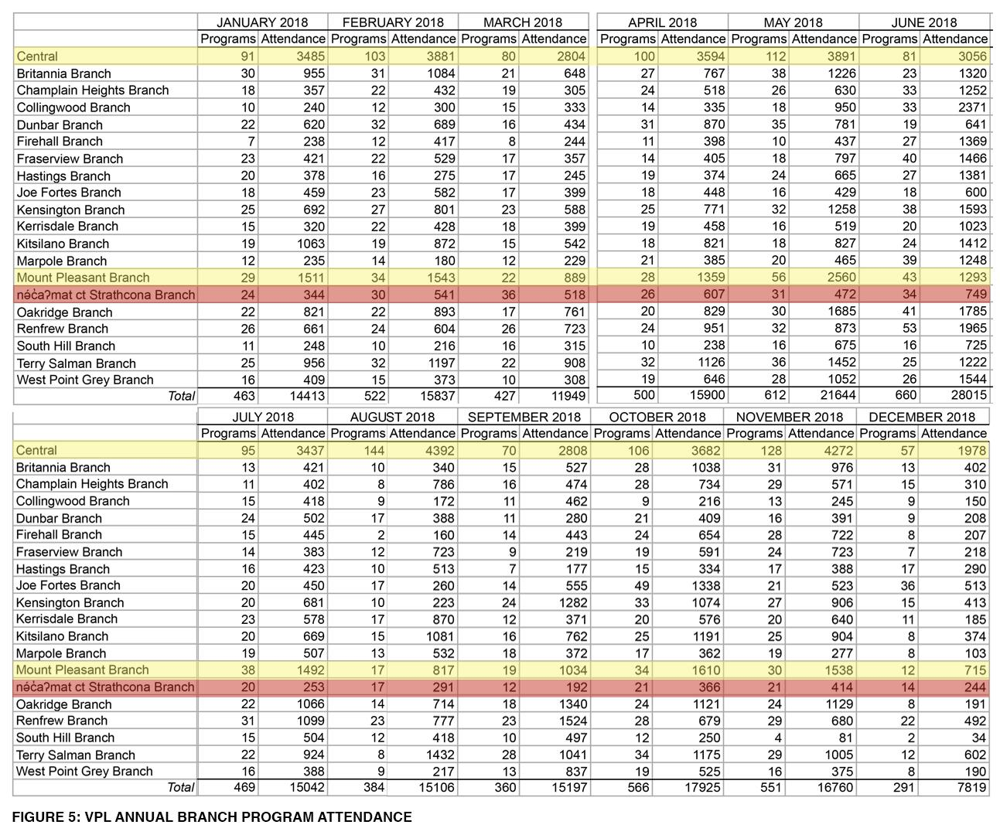 JANUARY 2018 FEBRUARY 2018 MARCH 2018 APRIL 2018 MAY 2018 JUNE 2018
Programs Attendance Programs Attendance Programs Attendance Programs Attendance Programs Attendance Programs Attendance
Central 91 3485 103 3881 80 2804 100 3594 112 3891 81 3056
Britannia Branch 30 955 31 1084 21 648 27 767 38 1226 23 1320
Champlain Heights Branch 18 357 22 432 19 305 24 518 26 630 33 1252
Collingwood Branch 10 240 12 300 15 333 14 335 18 950 33 2371
Dunbar Branch 22 620 32 689 16 434 31 870 35 781 19 641
Firehall Branch 7 238 12 417 8 244 11 398 10 437 27 1369
Fraserview Branch 23 421 22 529 17 357 14 405 18 797 40 1466
Hastings Branch 20 378 16 275 17 245 19 374 24 665 27 1381
Joe Fortes Branch 18 459 23 582 17 399 18 448 16 429 18 600
Kensington Branch 25 692 27 801 23 588 25 771 32 1258 38 1593
Kerrisdale Branch 15 320 22 428 18 399 19 458 16 519 20 1023
Kitsilano Branch 19 1063 19 872 15 542 18 821 18 827 24 1412
Marpole Branch 12 235 14 180 12 229 21 385 20 465 39 1248
Mount Pleasant Branch 29 1511 34 1543 22 889 28 1359 56 2560 43 1293
nə́c̓aʔmat ct Strathcona Branch 24 344 30 541 36 518 26 607 31 472 34 749
Oakridge Branch 22 821 22 893 17 761 20 829 30 1685 41 1785
Renfrew Branch 26 661 24 604 26 723 24 951 32 873 53 1965
South Hill Branch 11 248 10 216 16 315 10 238 16 675 16 725
Terry Salman Branch 25 956 32 1197 22 908 32 1126 36 1452 25 1222
West Point Grey Branch 16 409 15 373 10 308 19 646 28 1052 26 1544
Total 463 14413 522 15837 427 11949 500 15900 612 21644 660 28015
JULY 2018 AUGUST 2018 SEPTEMBER 2018 OCTOBER 2018 NOVEMBER 2018 DECEMBER 2018
Programs Attendance Programs Attendance Programs Attendance Programs Attendance Programs Attendance Programs Attendance
Central 95 3437 144 4392 70 2808 106 3682 128 4272 57 1978
Britannia Branch 13 421 10 340 15 527 28 1038 31 976 13 402
Champlain Heights Branch 11 402 8 786 16 474 28 734 29 571 15 310
Collingwood Branch 15 418 9 172 11 462 9 216 13 245 9 150
Dunbar Branch 24 502 17 388 11 280 21 409 16 391 9 208
Firehall Branch 15 445 2 160 14 443 24 654 28 722 8 207
Fraserview Branch 14 383 12 723 9 219 19 591 24 723 7 218
Hastings Branch 16 423 10 513 7 177 15 334 17 388 17 290
Joe Fortes Branch 20 450 17 260 14 555 49 1338 21 523 36 513
Kensington Branch 20 681 10 223 24 1282 33 1074 27 906 15 413
Kerrisdale Branch 23 578 17 870 12 371 20 576 20 640 11 185
Kitsilano Branch 20 669 15 1081 16 762 25 1191 25 904 8 374
Marpole Branch 19 507 13 532 18 372 17 362 19 277 8 103
Mount Pleasant Branch 38 1492 17 817 19 1034 34 1610 30 1538 12 715
nə́c̓aʔmat ct Strathcona Branch 20 253 17 291 12 192 21 366 21 414 14 244
Oakridge Branch 22 1066 14 714 18 1340 24 1121 24 1129 8 191
Renfrew Branch 31 1099 23 777 23 1524 28 679 29 680 22 492
South Hill Branch 15 504 12 418 10 497 12 250 4 81 2 34
Terry Salman Branch 22 924 8 1432 28 1041 34 1175 29 1005 12 602
West Point Grey Branch 16 388 9 217 13 837 19 525 16 375 8 190
Total 469 15042 384 15106 360 15197 566 17925 551 16760 291 7819
FIGURE 5: VPL ANNUAL BRANCH PROGRAM ATTENDANCE